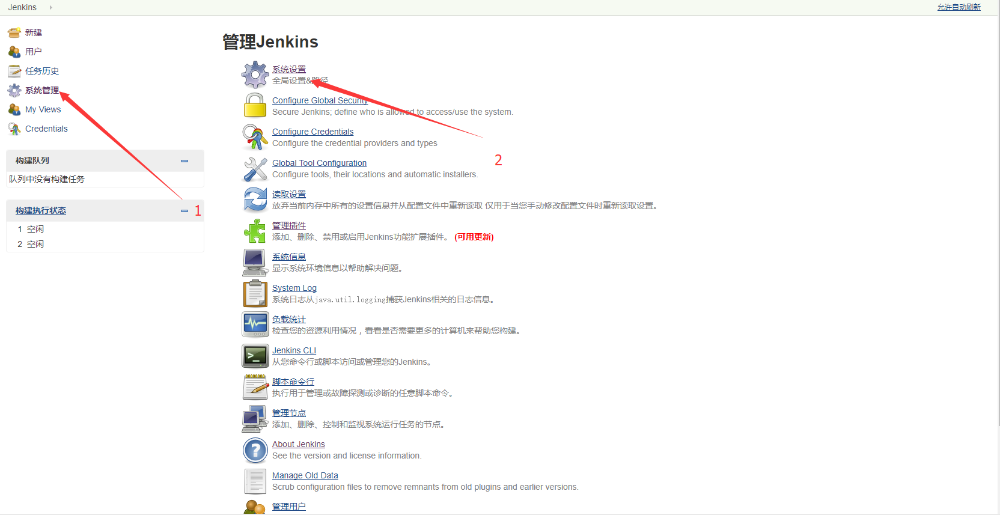 Jenkins
允许自动刷新
新建
用户
任务历史
系统管理
My Views
Credentials
构建队列
队列中没有构建任务
构建执行状态
1
1 空闲
2 空闲
管理Jenkins
系统设置
全局设置&路径
Configure Global Security
Secure Jenkins; define who is allowed to access/use the system.
Configure Credentials
Configure the credential providers and types
2
Global Tool Configuration
Configure tools, their locations and automatic installers.
读取设置
放弃当前内存中所有的设置信息并从配置文件中重新读取 仅用于当您手动修改配置文件时重新读取设置。
管理插件
添加、删除、禁用或启用Jenkins功能扩展插件。 (可用更新)
系统信息
显示系统环境信息以帮助解决问题。
System Log
系统日志从java.util.logging捕获Jenkins相关的日志信息。
负载统计
检查您的资源利用情况，看看是否需要更多的计算机来帮助您构建。
Jenkins CLI
从您命令行或脚本访问或管理您的Jenkins。
脚本命令行
执行用于管理或故障探测或诊断的任意脚本命令。
管理节点
添加、删除、控制和监视系统运行任务的节点。
About Jenkins
See the version and license information.
Manage Old Data
Scrub configuration files to remove remnants from old plugins and earlier versions.
管理用户